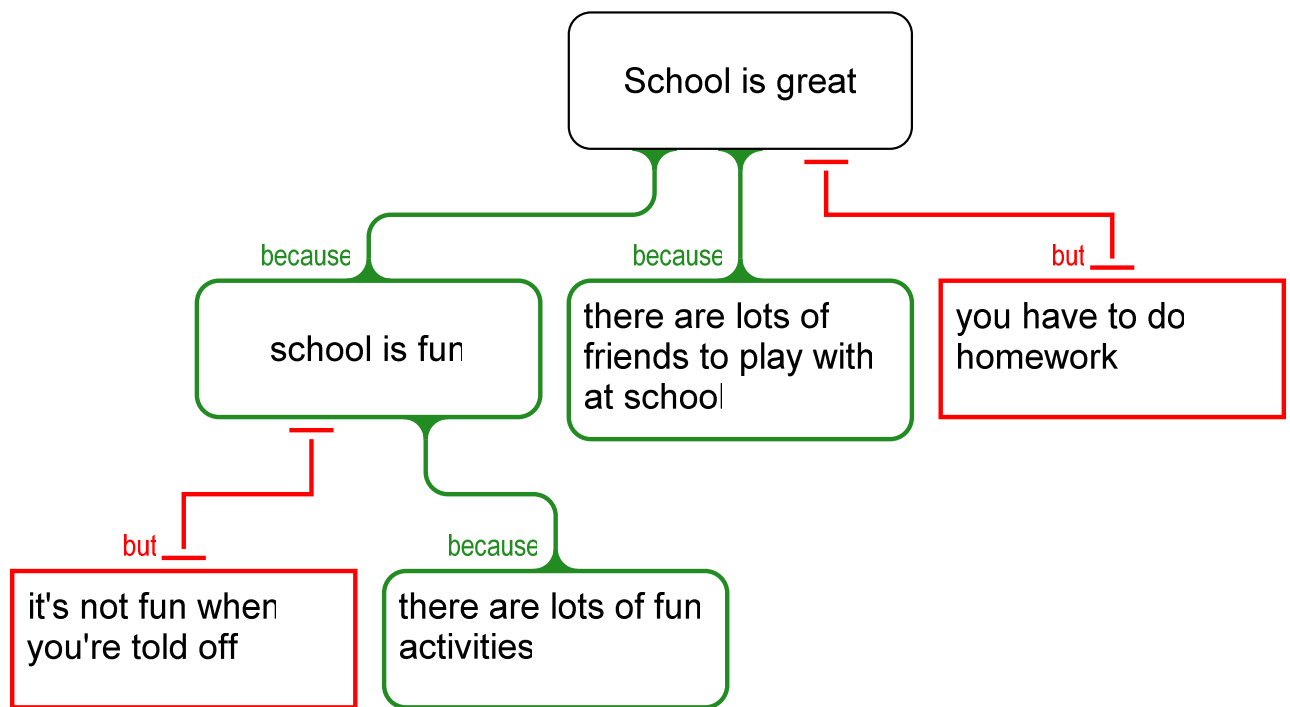 School is great
because
because
but
school is fun
there are lots of
friends to play with
at school
you have to do
homework
but
because
it's not fun when
you're told off
there are lots of fun
activities